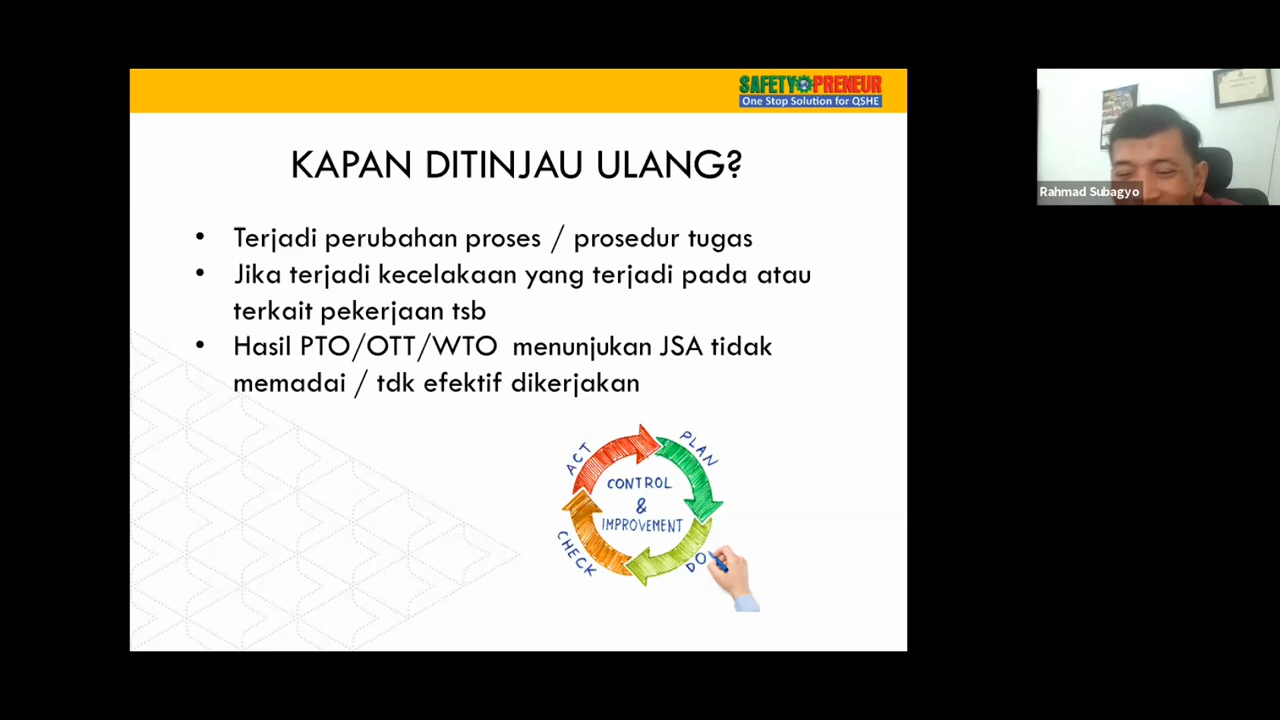 SAFETYPRENEUR
One Stop Solution for QSHE
Rahmad Subagyo
KAPAN DITINJAU ULANG?
• Terjadi perubahan proses / prosedur tugas
• Jika terjadi kecelakaan yang terjadi pada atau
terkait pekerjaan tsb
• Hasil PTO/OTT/WTO menunjukan JSA tidak
memadai / tdk efektif dikerjakan
ACT
PLAN
CONTROL
&
IMPROVEMENT
CHECK
DO